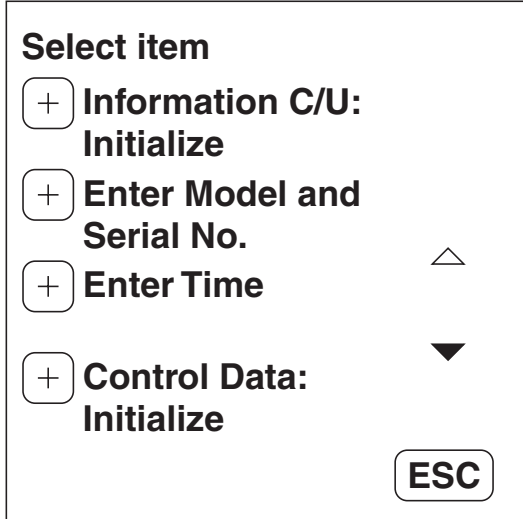 Select item
+ Information C/U:
Initialize
+ Enter Model and
Serial No.
+ Enter Time
+ Control Data:
Initialize
ESC